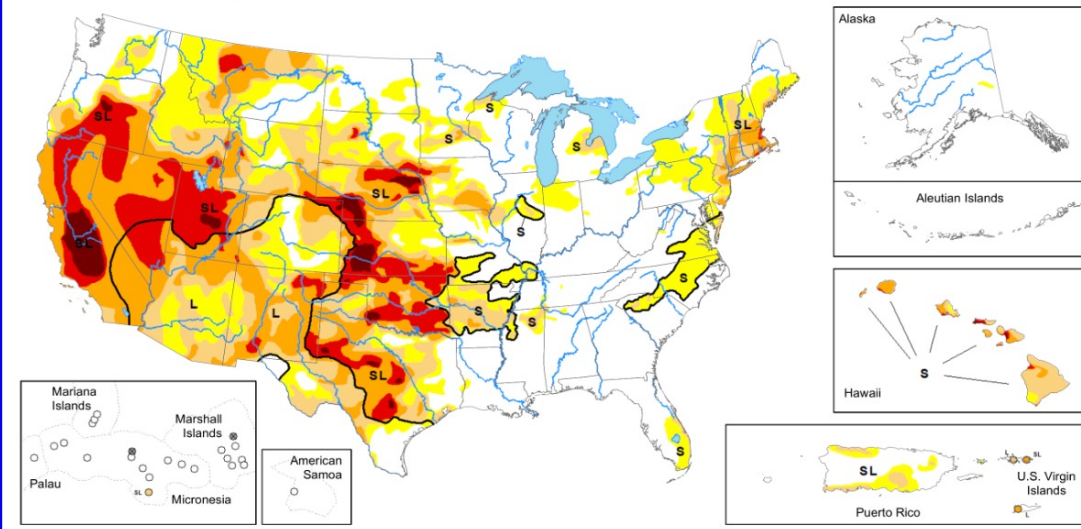 Alaska
Aleutian Islands
S
S
S
SL
SL
SL
SL
SL
S
S
L
L
S
S
SL
S
S
Hawaii
Mariana
Islands
Marshall
Islands
Palau
SL
Micronesia
American
Samoa
SL
L
SL
U.S. Virgin
Islands
L
Puerto Rico